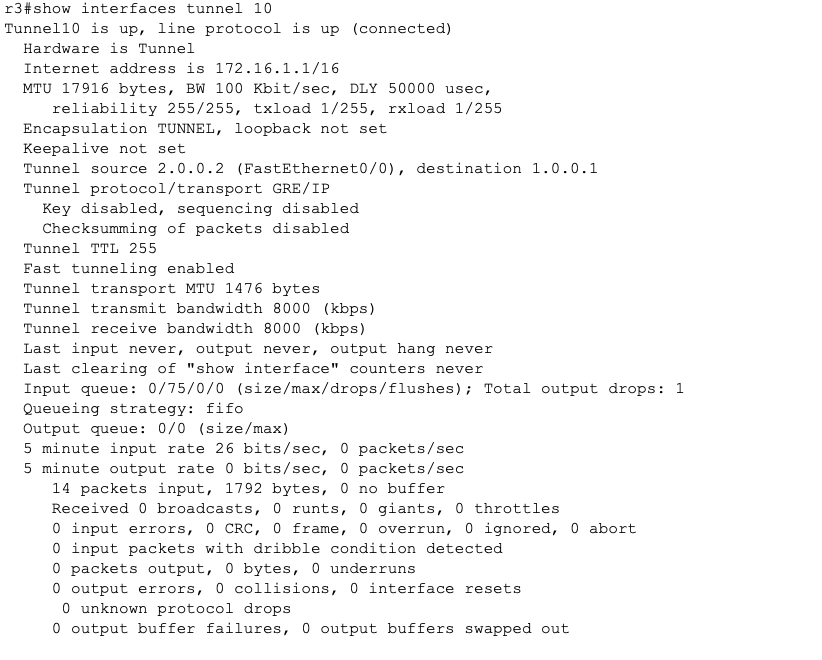 r3#show interfaces tunnel 10
Tunnel10 is up, line protocol is up (connected)
  Hardware is Tunnel
  Internet address is 172.16.1.1/16
  MTU 17916 bytes, BW 100 Kbit/sec, DLY 50000 usec,
     reliability 255/255, txload 1/255, rxload 1/255
  Encapsulation TUNNEL, loopback not set
  Keepalive not set
  Tunnel source 2.0.0.2 (FastEthernet0/0), destination 1.0.0.1
  Tunnel protocol/transport GRE/IP
    Key disabled, sequencing disabled
    Checksumming of packets disabled
  Tunnel TTL 255
  Fast tunneling enabled
  Tunnel transport MTU 1476 bytes
  Tunnel transmit bandwidth 8000 (kbps)
  Tunnel receive bandwidth 8000 (kbps)
  Last input never, output never, output hang never
  Last clearing of "show interface" counters never
  Input queue: 0/75/0/0 (size/max/drops/flushes); Total output drops: 1
  Queueing strategy: fifo
  Output queue: 0/0 (size/max)
  5 minute input rate 26 bits/sec, 0 packets/sec
  5 minute output rate 0 bits/sec, 0 packets/sec
     14 packets input, 1792 bytes, 0 no buffer
     Received 0 broadcasts, 0 runts, 0 giants, 0 throttles
     0 input errors, 0 CRC, 0 frame, 0 overrun, 0 ignored, 0 abort
     0 input packets with dribble condition detected
     0 packets output, 0 bytes, 0 underruns
     0 output errors, 0 collisions, 0 interface resets
      0 unknown protocol drops
     0 output buffer failures, 0 output buffers swapped out